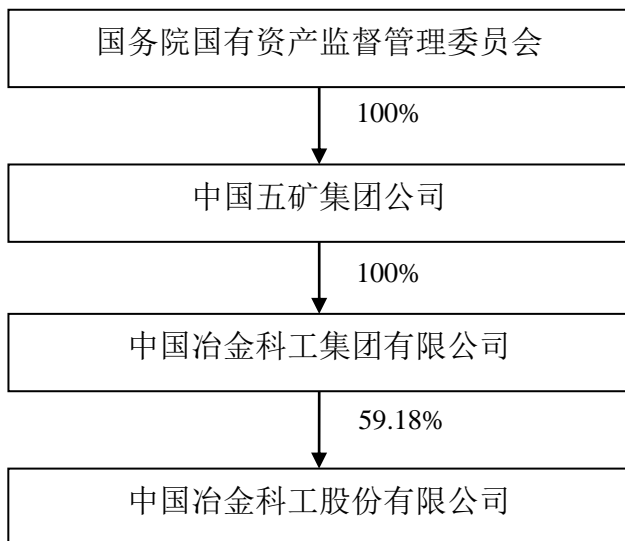 国务院国有资产监督管理委员会
100%
中国五矿集团公司
100%
中国冶金科工集团有限公司
59.18%
中国冶金科工股份有限公司